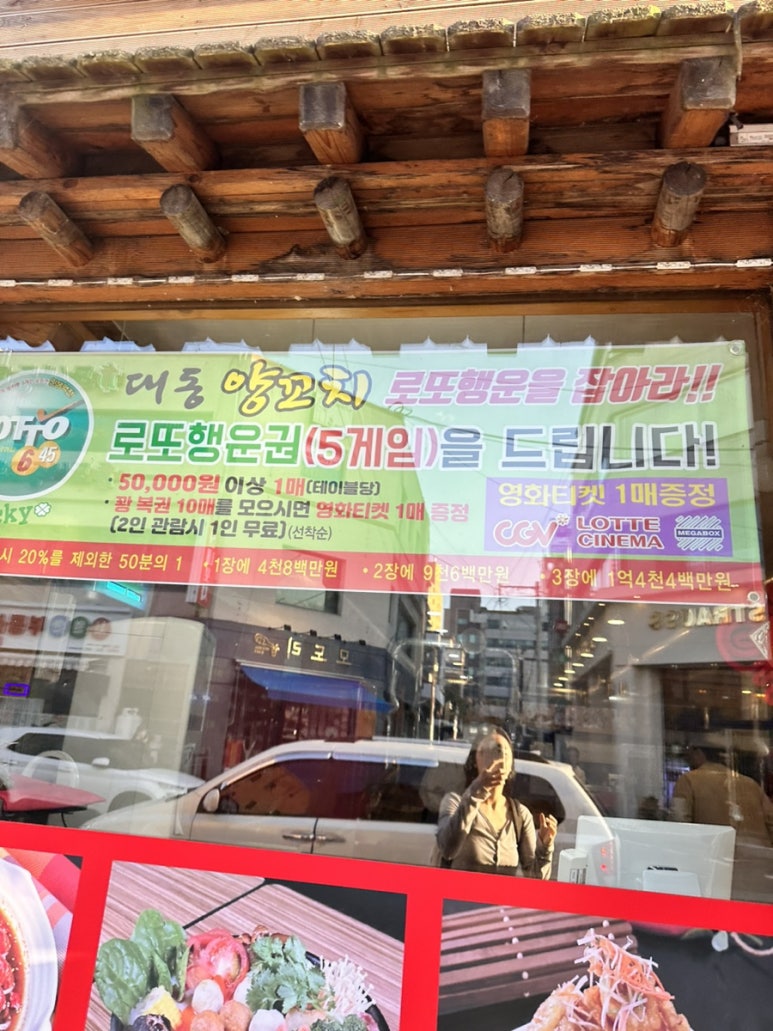 대동 양꼬치 로또행운을 잡아라!!
OTTO
6 45
로또행운권(5게임)을 드립니다!
cky
· 50,000원 이상 1매(테이블당)
· 꽝 복권 10매를 모으시면 영화티켓 1매 증정
(2인 관람시 1인 무료)(선착순)
영화티켓 1매증정
CGV LOTTE CINEMA MEGABOX
시 20%를 제외한 50분의 1 • 1장에 4천8백만원 • 2장에 9천6백만원 • 3장에 1억4천4백만원